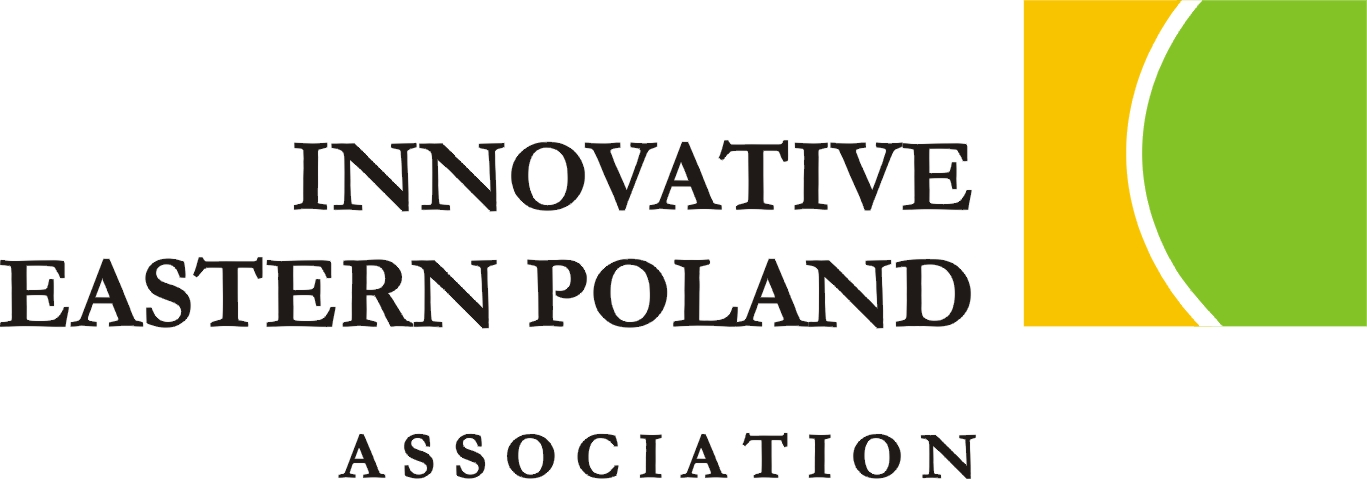 INNOVATIVE
EASTERN POLAND
ASSOCIATION